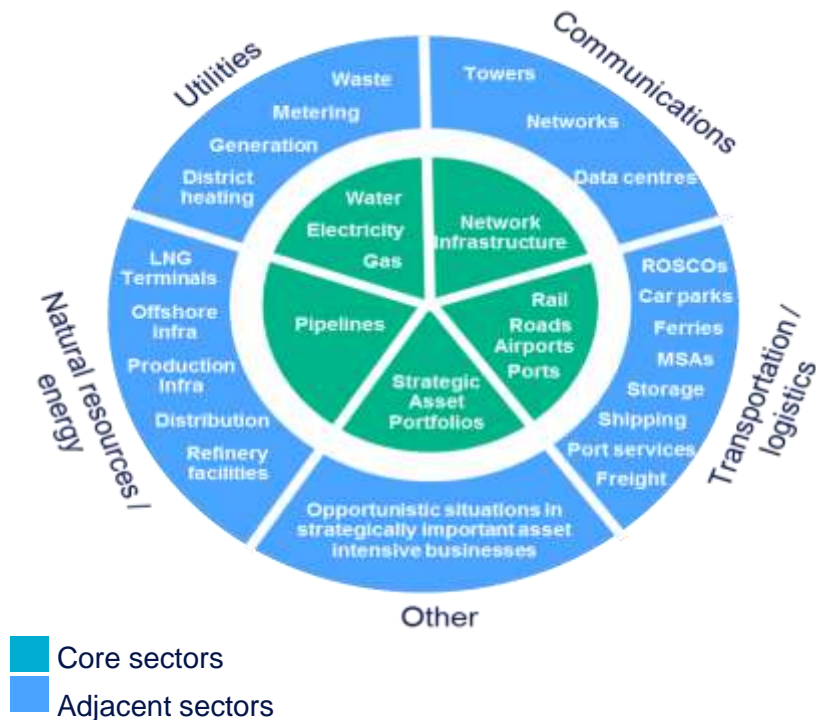 Utilities
Communications
Waste
Metering
Generation
District
heating
Towers
Networks
Data centres
Water
Electricity
Gas
Network
Infrastructure
LNG
Terminals
Offshore
Infra
Production
Infra
Distribution
Refinery
facilities
Pipelines
Strategic
Asset
Portfolios
Rail
Roads
Airports
Ports
ROSCOs
Car parks
Ferries
MSAs
Storage
Shipping
Port services
Freight
Natural resources /
energy
Transportation /
logistics
Opportunistic situations in
strategically important asset
intensive businesses
Other
Core sectors
Adjacent sectors